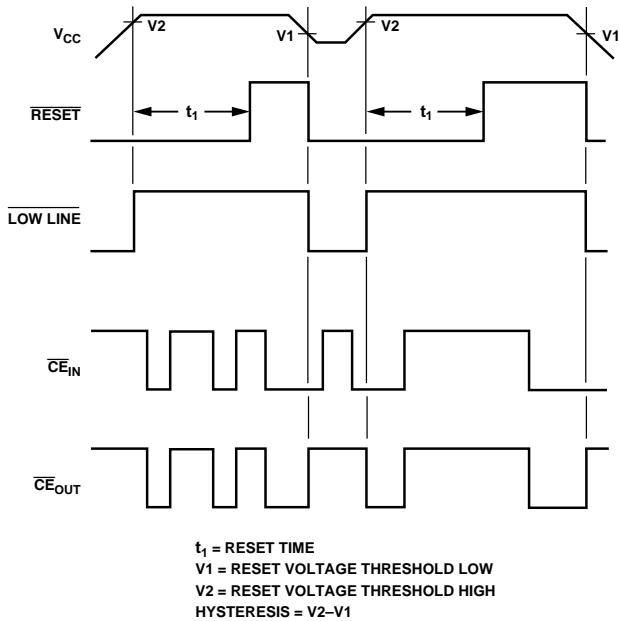 V2 V1 V2 V1
VCC
t1 t1
RESET
LOW LINE
CEIN
CEOUT
t1 = RESET TIME
V1 = RESET VOLTAGE THRESHOLD LOW
V2 = RESET VOLTAGE THRESHOLD HIGH
HYSTERESIS = V2–V1